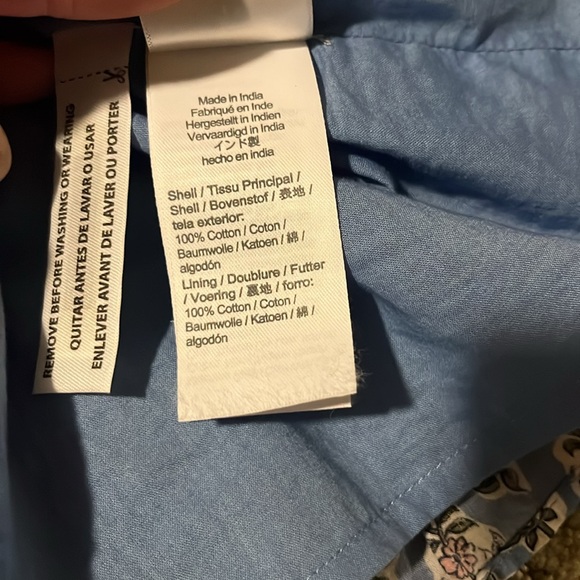 REMOVE BEFORE WASHING OR WEARING
QUITAR ANTES DE LAVAR O USAR
ENLEVER AVANT DE LAVER OU PORTER
Made in India
Fabriqué en Inde
Hergestellt in Indien
Vervaardigd in India
インド製
hecho en india
Shell / Tissu Principal /
Shell / Bovenstof / 表地 /
tela exterior:
100% Cotton / Coton /
Baumwolle / Katoen / 綿 /
algodón
Lining / Doublure / Futter
/ Voering / 裏地 / forro:
100% Cotton / Coton /
Baumwolle / Katoen / 綿 /
algodón